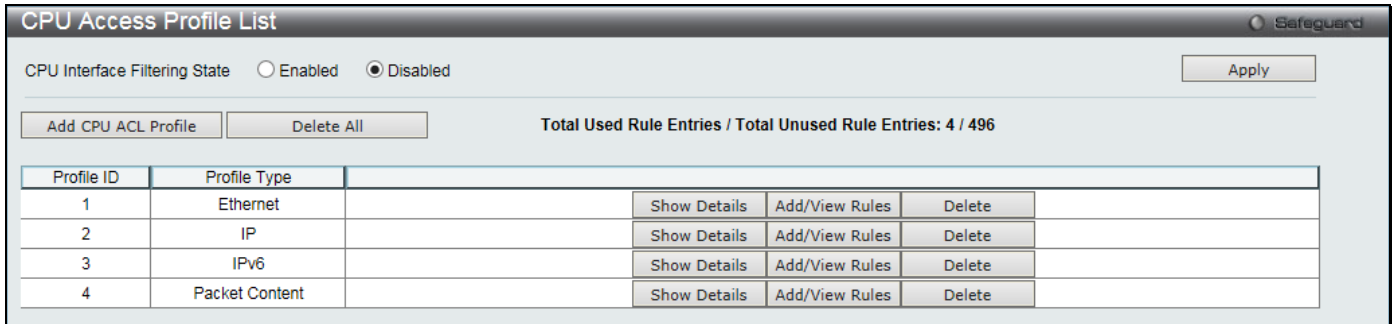 CPU Access Profile List Safeguard
CPU Interface Filtering State Enabled Disabled Apply
Add CPU ACL Profile Delete All Total Used Rule Entries / Total Unused Rule Entries: 4 / 496
Profile ID Profile Type
1 Ethernet Show Details Add/View Rules Delete
2 IP Show Details Add/View Rules Delete
3 IPv6 Show Details Add/View Rules Delete
4 Packet Content Show Details Add/View Rules Delete